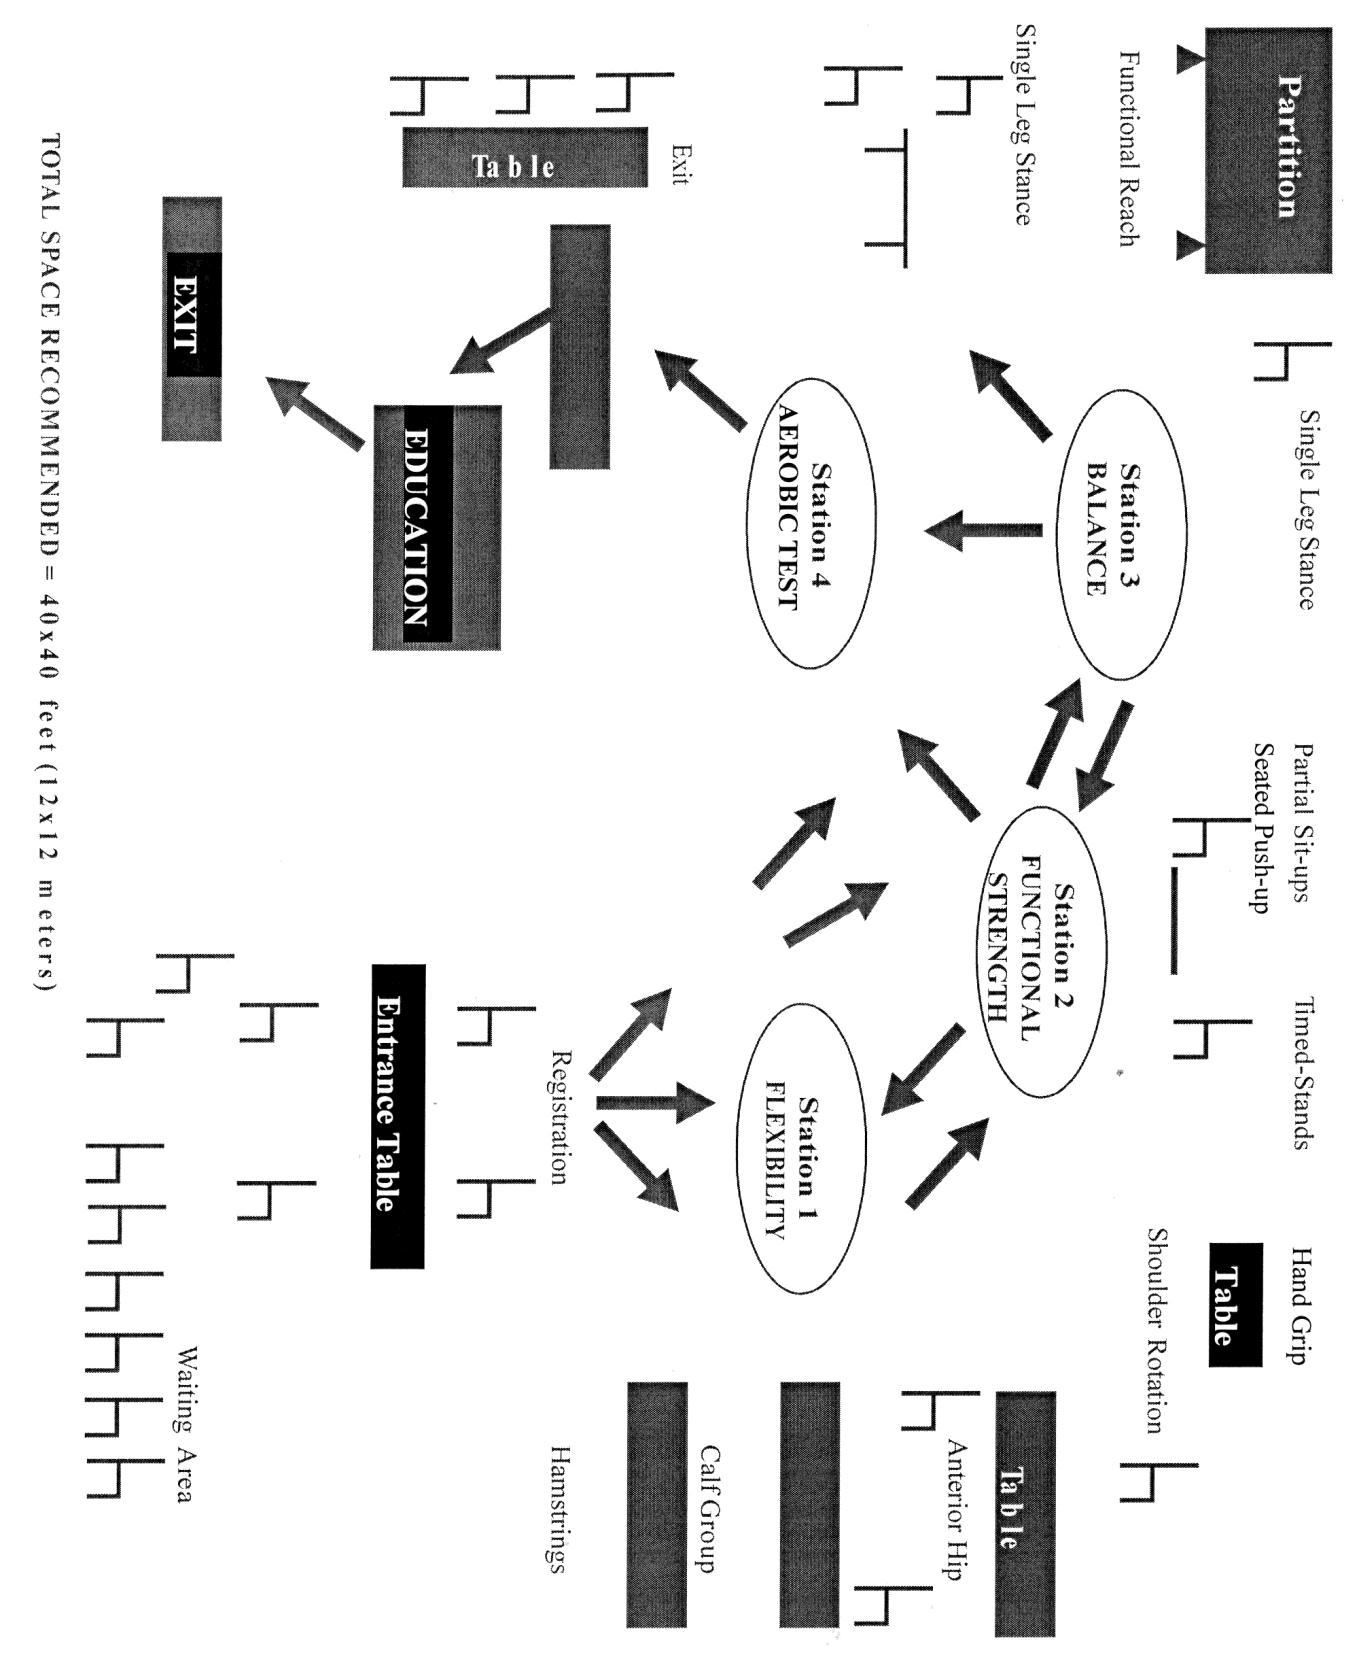 Partition
Functional Reach
Single Leg Stance
Single Leg Stance
Partial Sit-ups
Seated Push-up
Timed-Stands
Hand Grip
Table
Shoulder Rotation
Station 3
BALANCE
Station 2
FUNCTIONAL
STRENGTH
Table
Anterior Hip
Station 4
AEROBIC TEST
Station 1
FLEXIBILITY
Calf Group
Hamstrings
Exit
Table
Registration
EDUCATION
Entrance Table
EXIT
Waiting Area
TOTAL SPACE RECOMMENDED = 40x40 feet (12x12 meters)